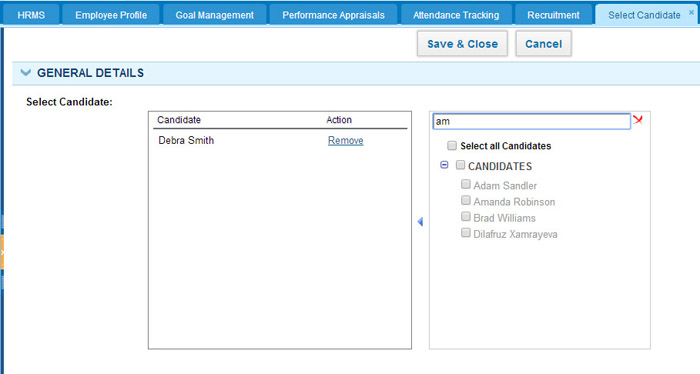 HRMS Employee Profile Goal Management Performance Appraisals Attendance Tracking Recruitment Select Candidate ×
Save & Close Cancel
GENERAL DETAILS
Select Candidate:
Candidate Action
Debra Smith Remove
am
Select all Candidates
CANDIDATES
Adam Sandler
Amanda Robinson
Brad Williams
Dilafruz Xamrayeva